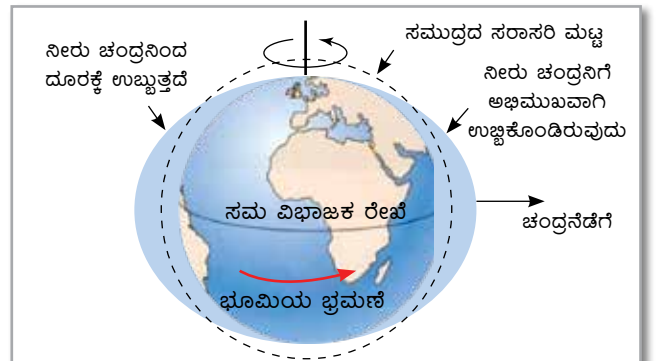 ನೀರು ಚಂದ್ರನಿಂದ
ದೂರಕ್ಕೆ ಉಬ್ಬುತ್ತದೆ
ಸಮುದ್ರದ ಸರಾಸರಿ ಮಟ್ಟ
ನೀರು ಚಂದ್ರನಿಗೆ
ಅಭಿಮುಖವಾಗಿ
ಉಬ್ಬಿಕೊಂಡಿರುವುದು
ಸಮ ವಿಭಾಜಕ ರೇಖೆ
ಚಂದ್ರನೆಡೆಗೆ
ಭೂಮಿಯ ಭ್ರಮಣೆ